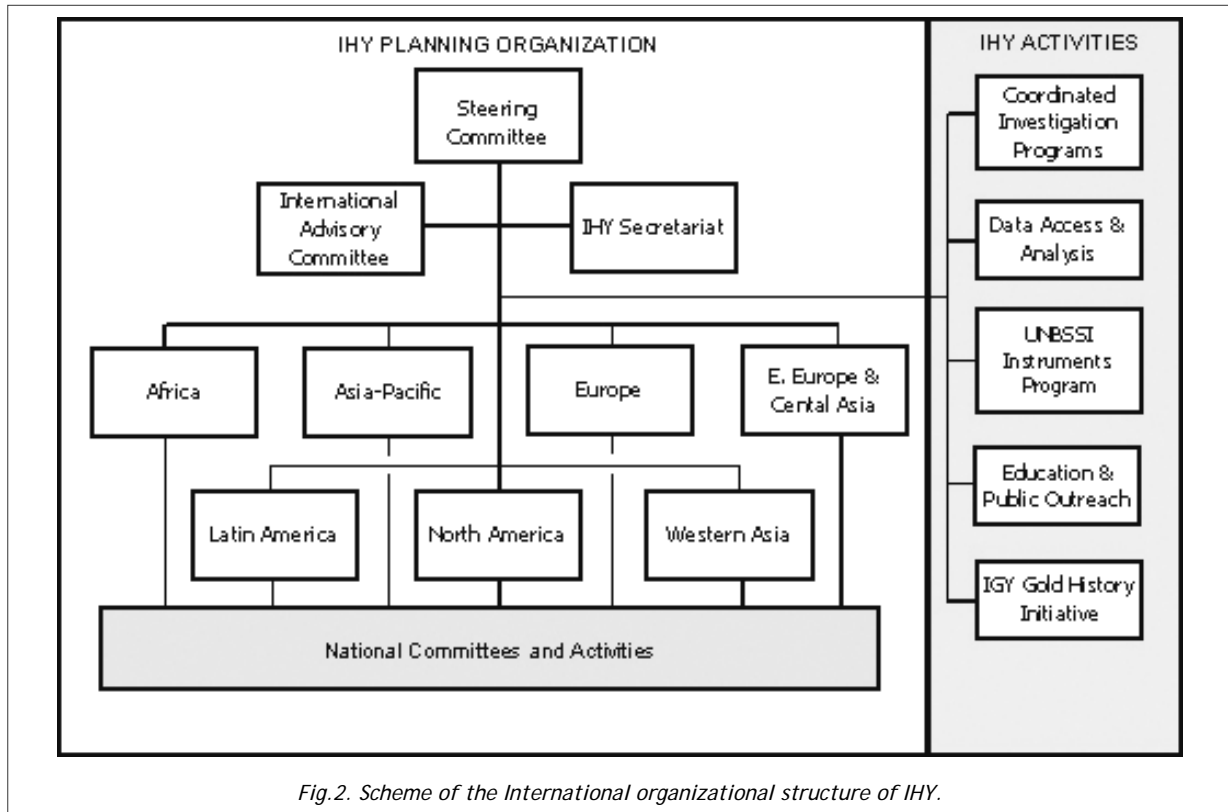 IHY PLANNING ORGANIZATION
Steering
Committee
International
Advisory
Committee
IHY Secretariat
Africa
Asia-Pacific
Europe
E. Europe &
Cental Asia
Latin America
North America
Western Asia
National Committees and Activities
IHY ACTIVITIES
Coordinated
Investigation
Programs
Data Access &
Analysis
UNBSSI
Instruments
Program
Education &
Public Outreach
IGY Gold History
Initiative
Fig.2. Scheme of the International organizational structure of IHY.